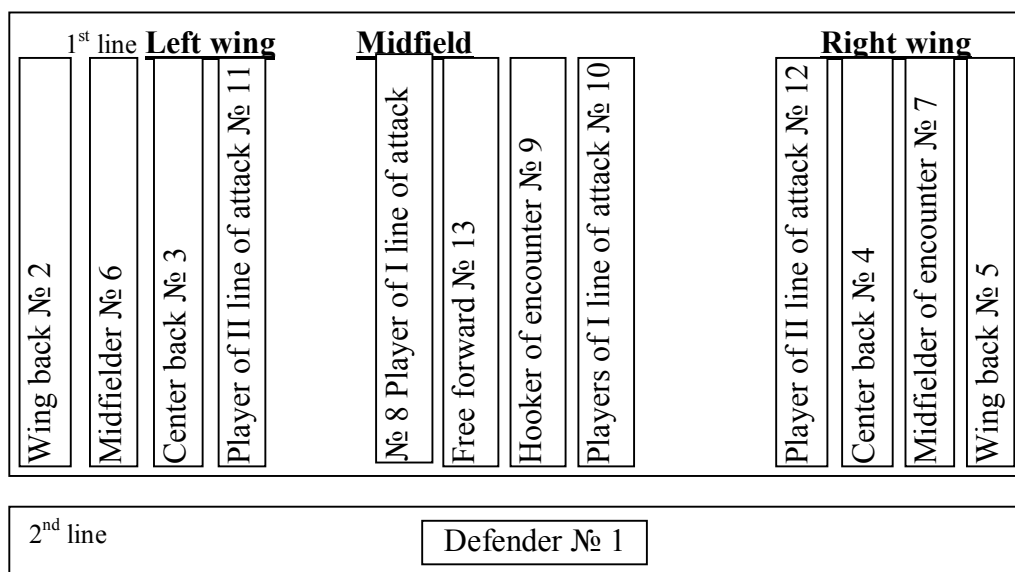 1st line Left wing Midfield Right wing
Wing back № 2
Midfielder № 6
Center back № 3
Player of II line of attack № 11
№ 8 Player of I line of attack
Free forward № 13
Hooker of encounter № 9
Players of I line of attack № 10
Player of II line of attack № 12
Center back № 4
Midfielder of encounter № 7
Wing back № 5
2nd line
Defender № 1